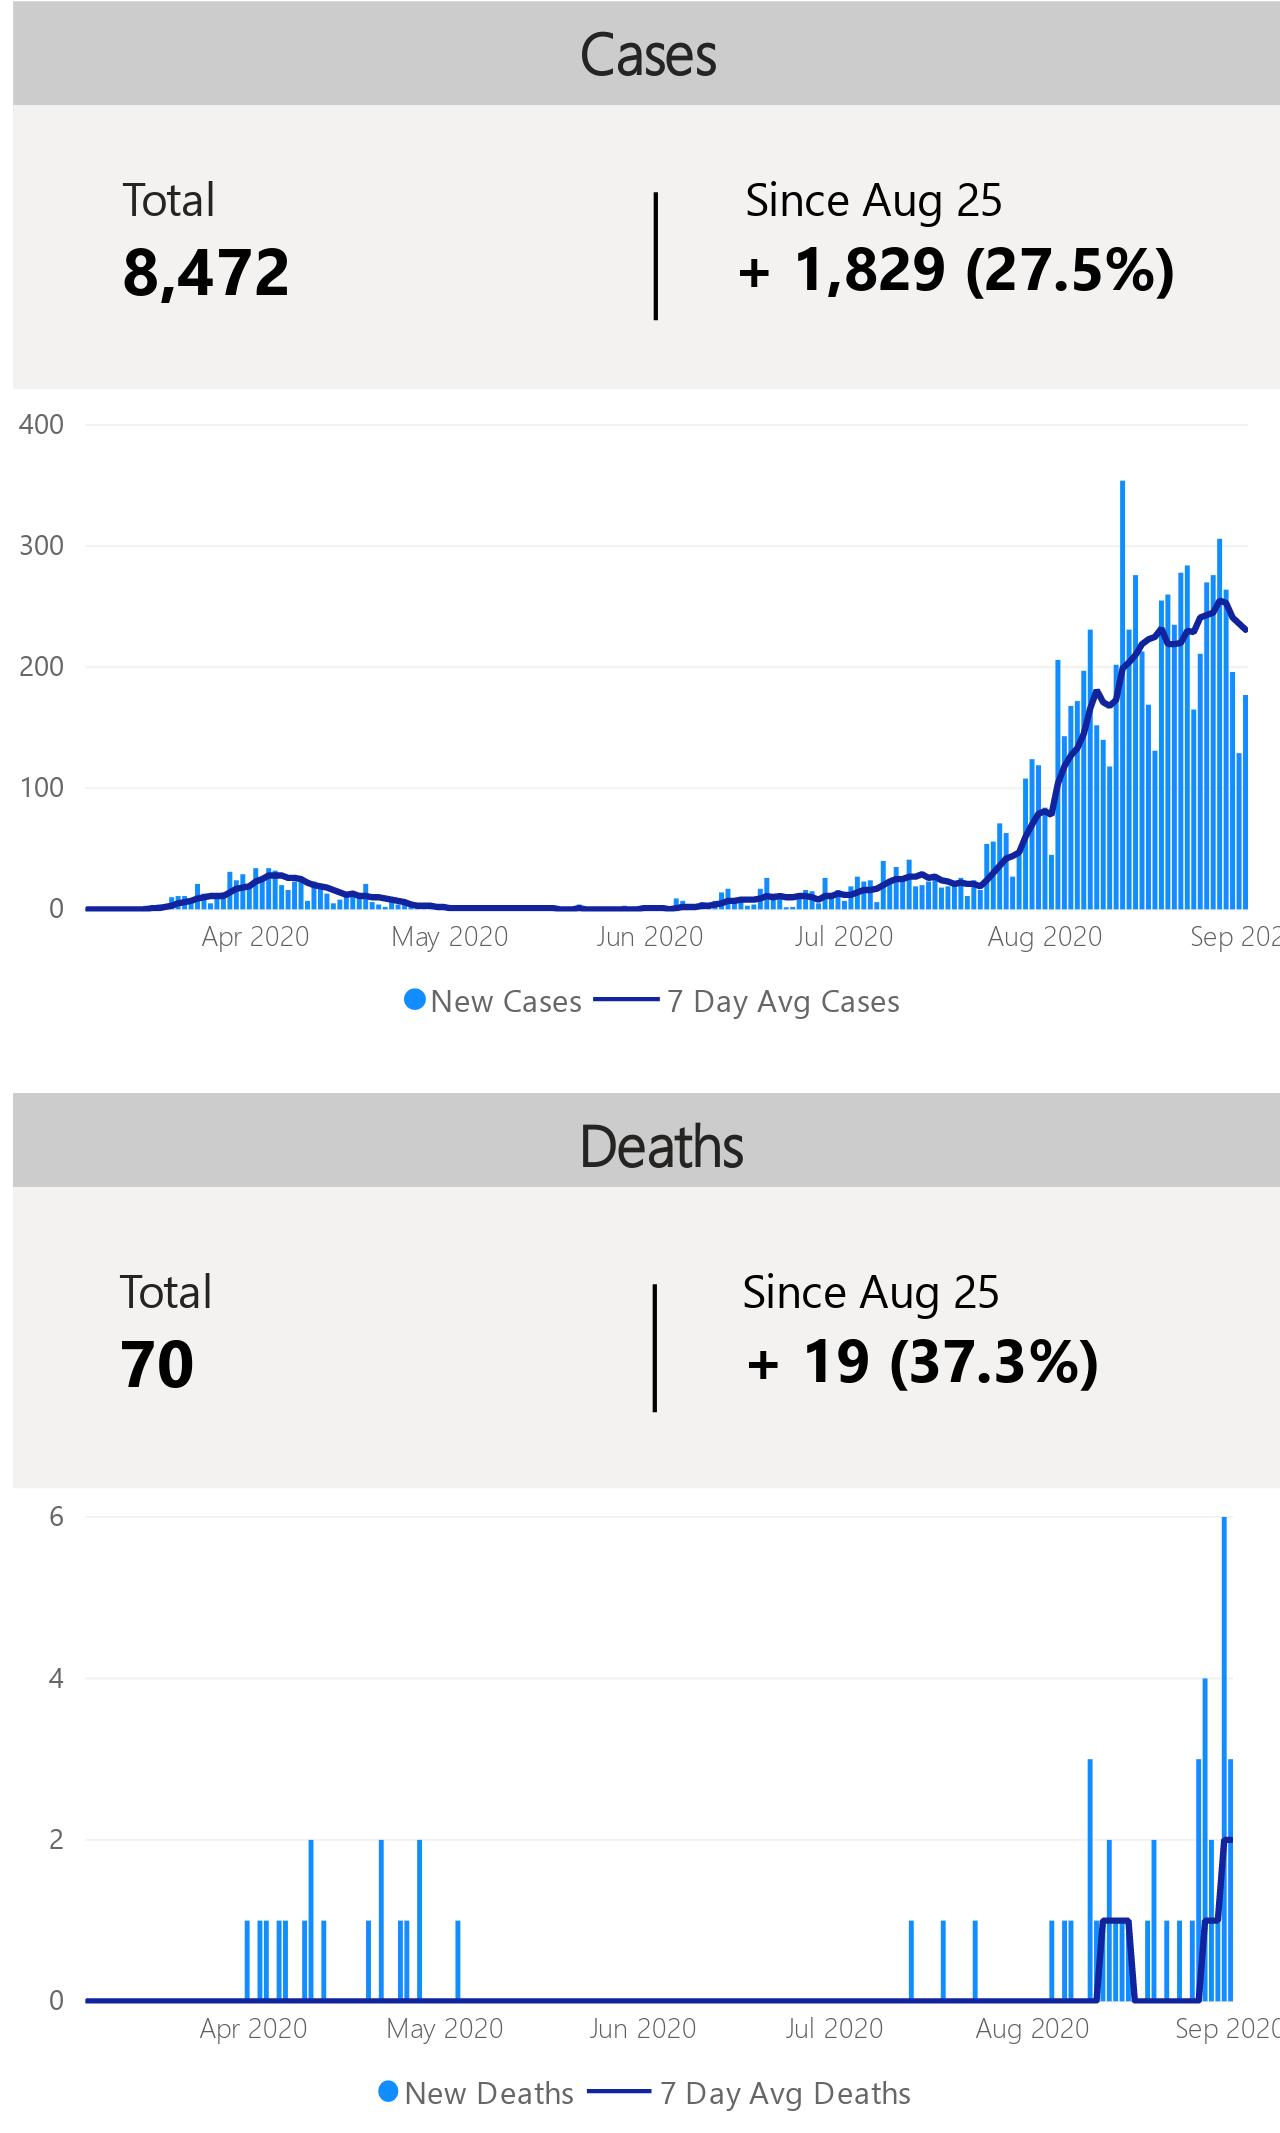 Cases
Total
8,472
Since Aug 25
+ 1,829 (27.5%)
400
300
200
100
0
Apr 2020 May 2020 Jun 2020 Jul 2020 Aug 2020 Sep 202
New Cases 7 Day Avg Cases
Deaths
Total
70
Since Aug 25
+ 19 (37.3%)
6
4
2
0
Apr 2020 May 2020 Jun 2020 Jul 2020 Aug 2020 Sep 2020
New Deaths 7 Day Avg Deaths